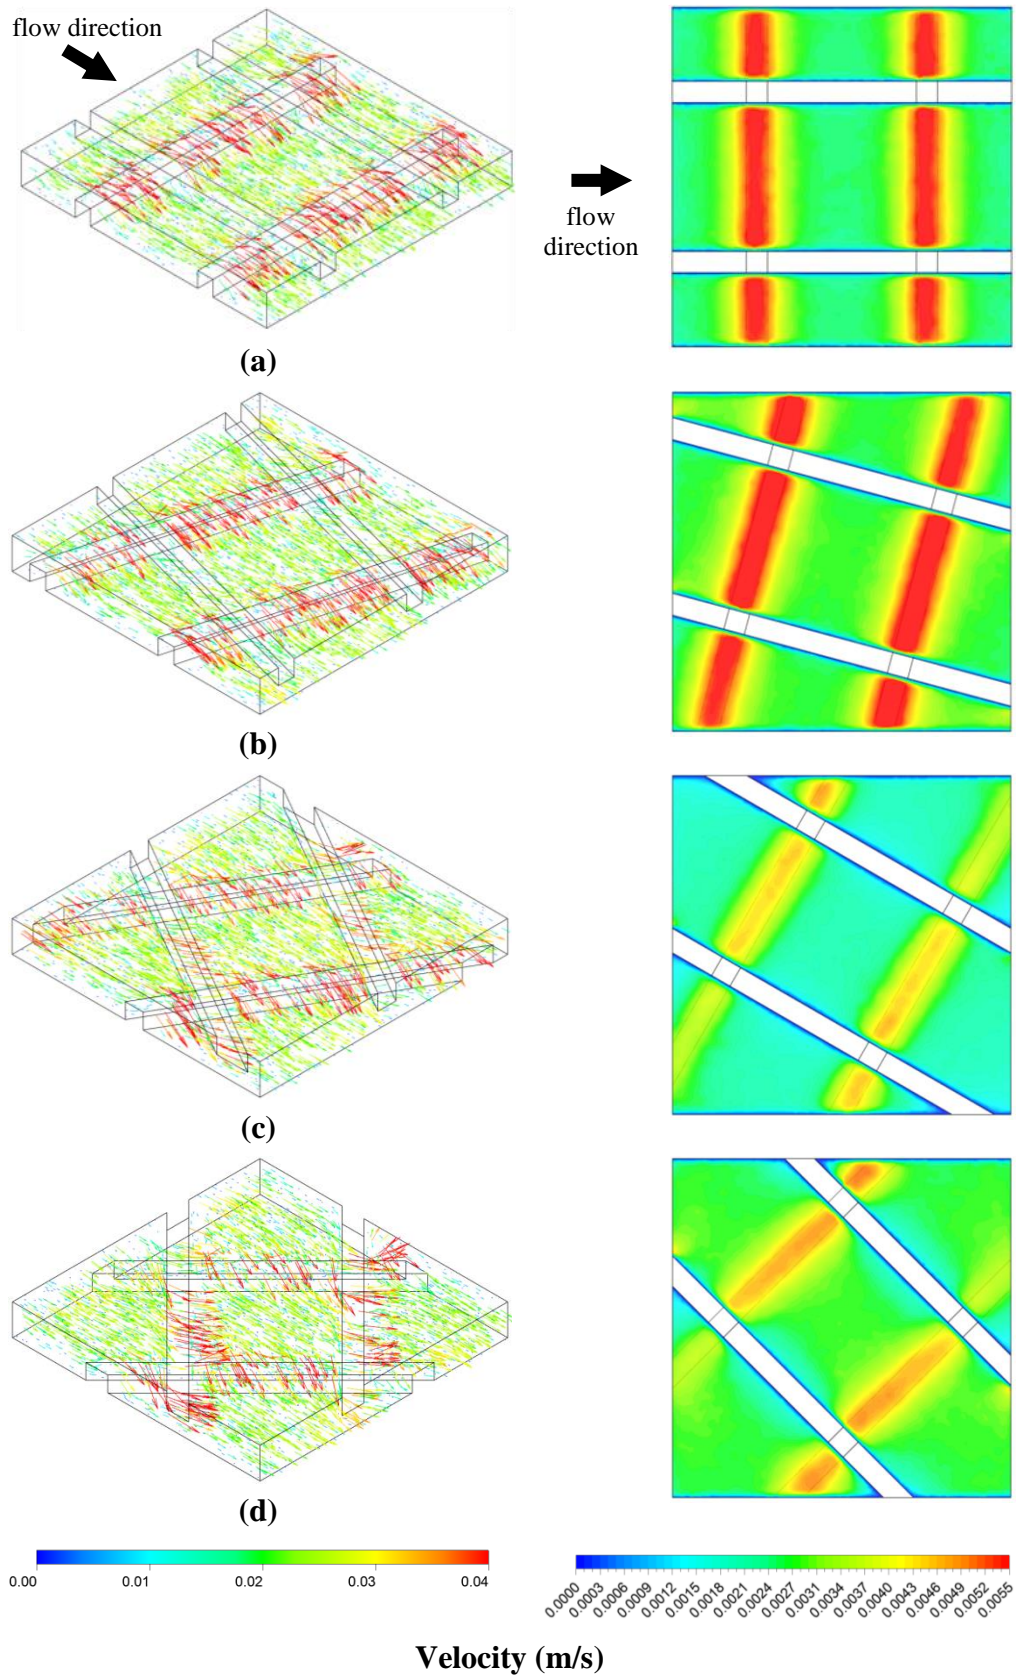 flow direction
flow
direction
(a)
(b)
(c)
(d)
0.00 0.01 0.02 0.03 0.04
0.0000 0.0003 0.0006 0.0009 0.0012 0.0015 0.0018 0.0021 0.0024 0.0027 0.0031 0.0034 0.0037 0.0040 0.0043 0.0046 0.0049 0.0052 0.0055
Velocity (m/s)